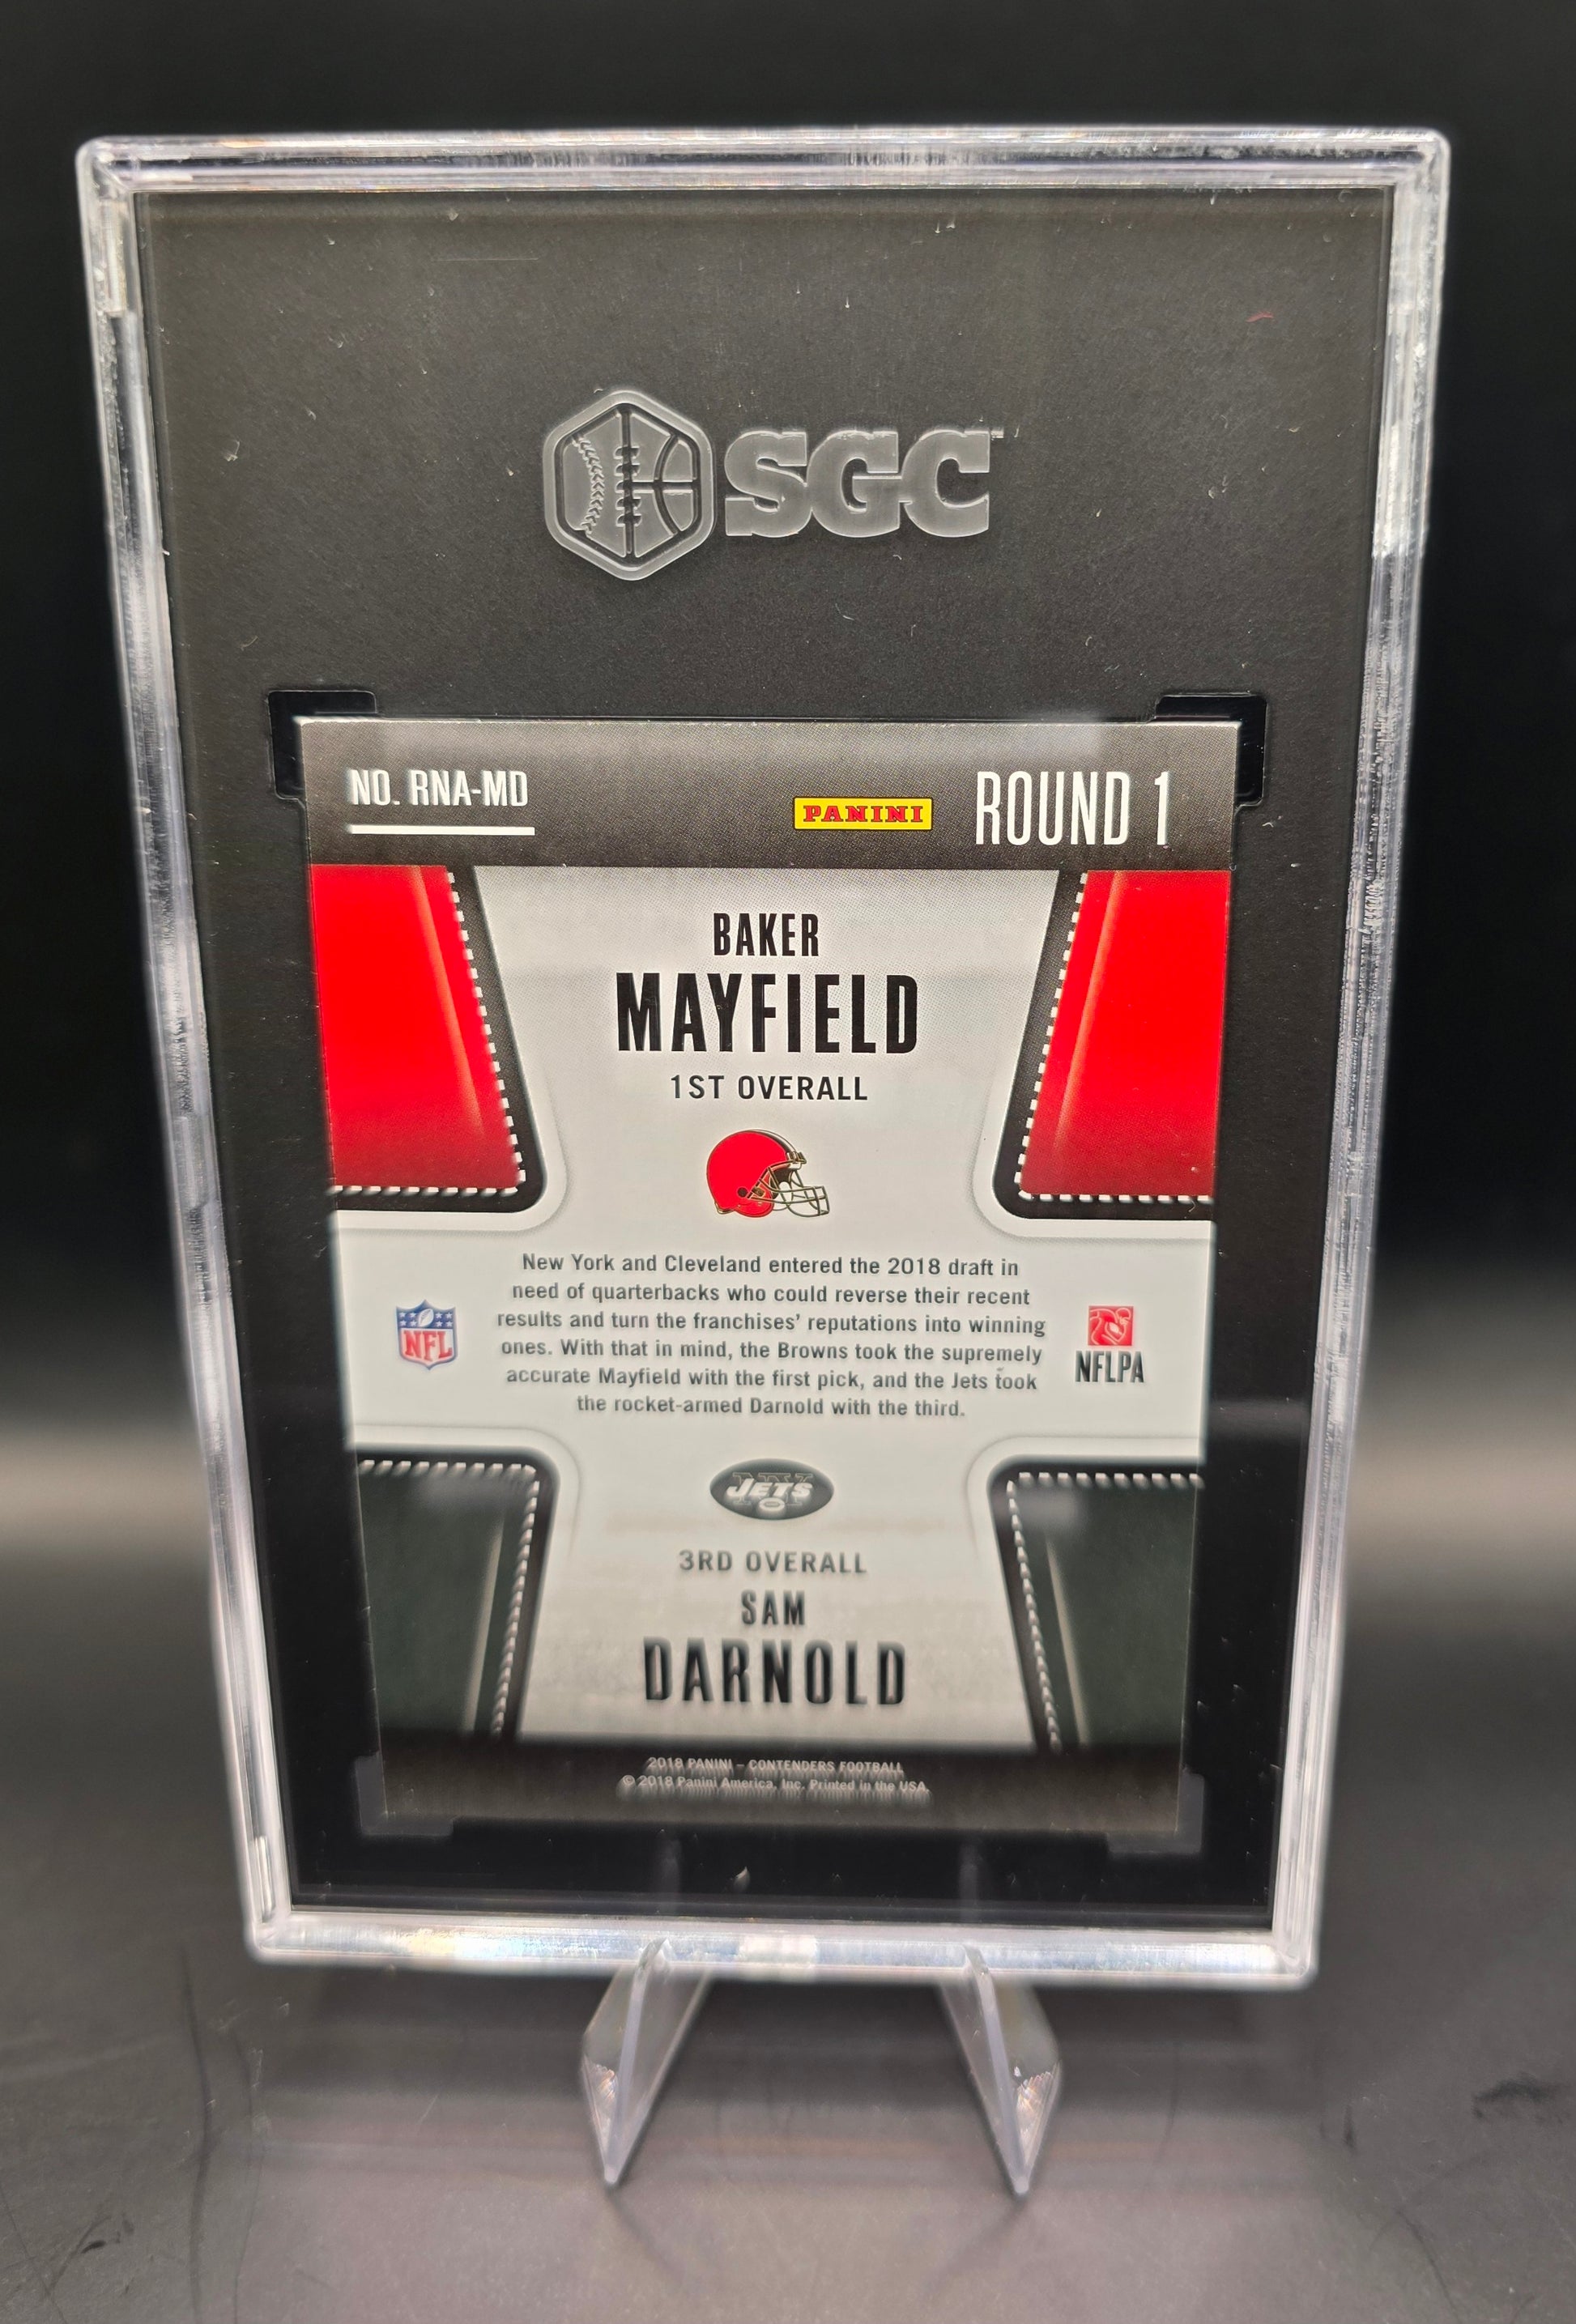 SGC
NO. RNA-MD
PANINI
ROUND 1
BAKER
MAYFIELD
1ST OVERALL
New York and Cleveland entered the 2018 draft in
need of quarterbacks who could reverse their recent
results and turn the franchises' reputations into winning
ones. With that in mind, the Browns took the supremely
accurate Mayfield with the first pick, and the Jets took
the rocket-armed Darnold with the third.
NFL
NFLPA
NY
JETS
3RD OVERALL
SAM
DARNOLD
2018 PANINI – CONTENDERS FOOTBALL
© 2018 Panini America, Inc. Printed in the USA.